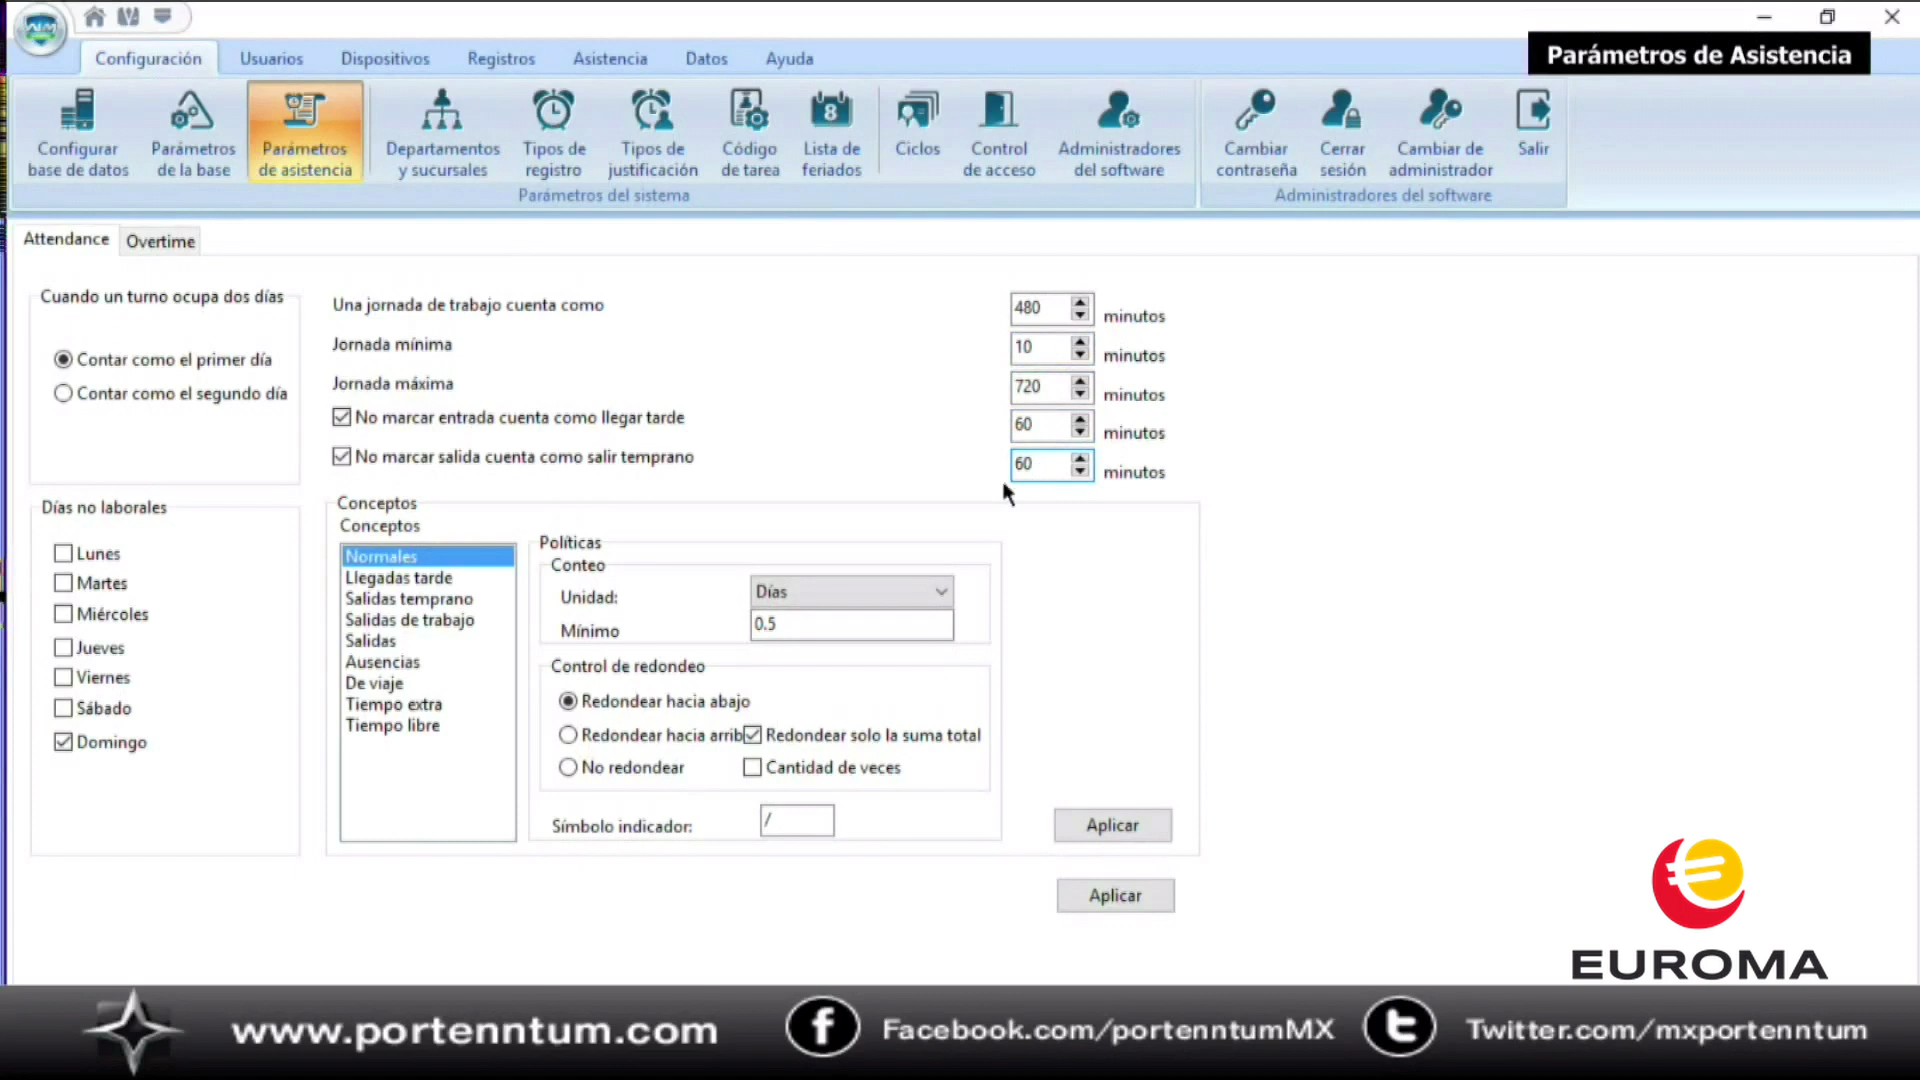 Parámetros de Asistencia
Configuración
Usuarios
Dispositivos
Registros
Asistencia
Datos
Ayuda
Configurar
base de datos
Parámetros
de la base
Parámetros
de asistencia
Departamentos
y sucursales
Tipos de
registro
Tipos de
justificación
Código
de tarea
8
Lista de
feriados
Ciclos
Control
de acceso
Administradores
del software
Cambiar
contraseña
Cerrar
sesión
Cambiar de
administrador
Salir
Parámetros del sistema
Administradores del software
Attendance
Overtime
Cuando un turno ocupa dos días
Contar como el primer día
Contar como el segundo día
Una jornada de trabajo cuenta como
480
minutos
Jornada mínima
10
minutos
Jornada máxima
720
minutos
No marcar entrada cuenta como llegar tarde
60
minutos
No marcar salida cuenta como salir temprano
60
minutos
Días no laborales
Lunes
Martes
Miércoles
Jueves
Viernes
Sábado
Domingo
Conceptos
Conceptos
Normales
Llegadas tarde
Salidas temprano
Salidas de trabajo
Salidas
Ausencias
De viaje
Tiempo extra
Tiempo libre
Políticas
Conteo
Unidad:
Días
Mínimo
0.5
Control de redondeo
Redondear hacia abajo
Redondear hacia arrib
Redondear solo la suma total
No redondear
Cantidad de veces
Símbolo indicador:
/
Aplicar
Aplicar
EUROMA
www.portenntum.com
Facebook.com/portenntumMX
Twitter.com/mxportenntum